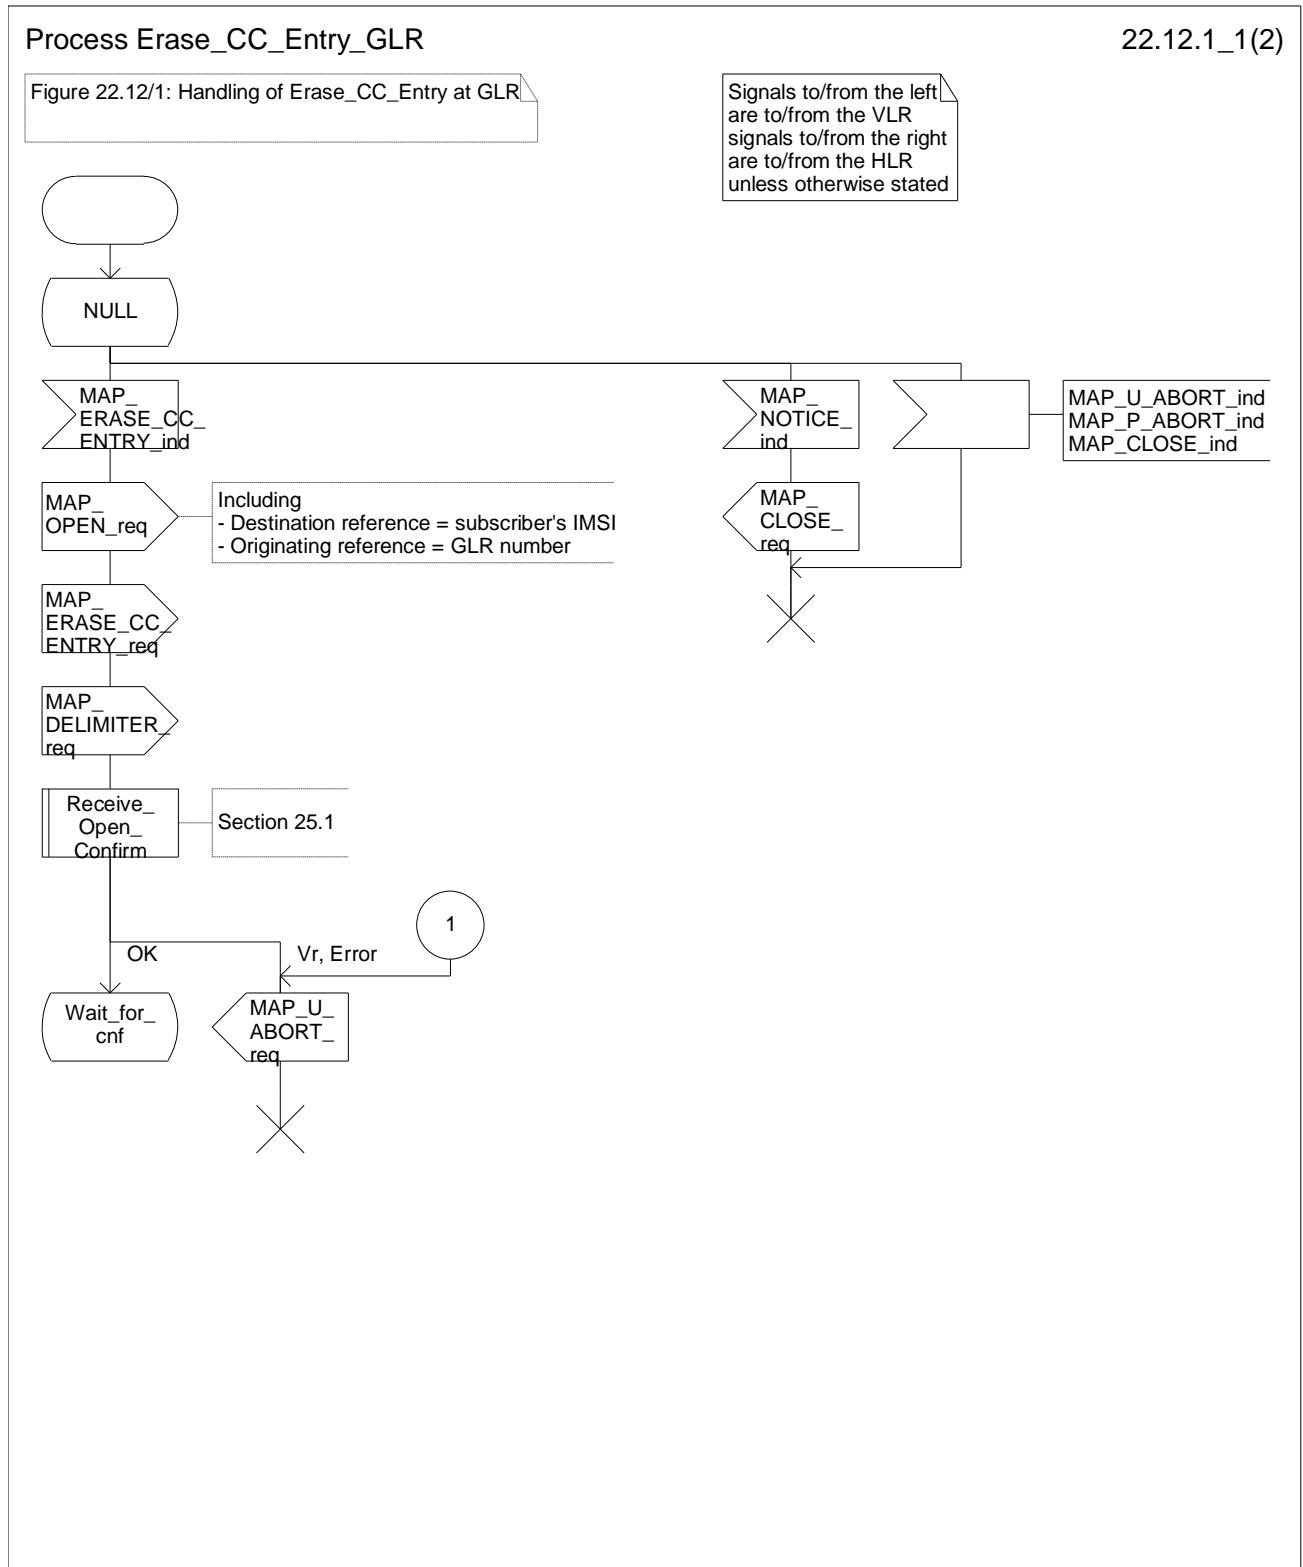 Process Erase_CC_Entry_GLR
22.12.1_1(2)
Figure 22.12/1: Handling of Erase_CC_Entry at GLR
Signals to/from the left
are to/from the VLR
signals to/from the right
are to/from the HLR
unless otherwise stated
NULL
MAP_
ERASE_CC_
ENTRY_ind
MAP_
NOTICE_
ind
MAP_U_ABORT_ind
MAP_P_ABORT_ind
MAP_CLOSE_ind
MAP_
OPEN_req
Including
- Destination reference = subscriber's IMSI
- Originating reference = GLR number
MAP_
CLOSE_
req
MAP_
ERASE_CC_
ENTRY_req
MAP_
DELIMITER_
req
Receive_
Open_
Confirm
Section 25.1
1
OK
Vr, Error
Wait_for_
cnf
MAP_U_
ABORT_
req